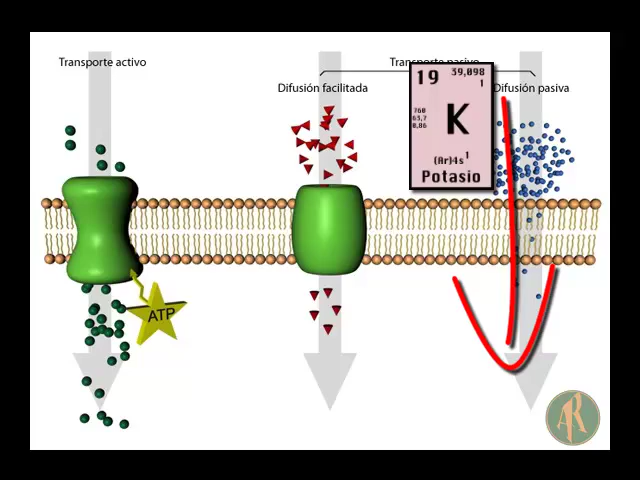 Transporte activo
Transporte pasivo
Difusión facilitada
Difusión pasiva
19
39,098
1
760
63,7
0,86
K
(Ar)4s1
Potasio
ATP
AR